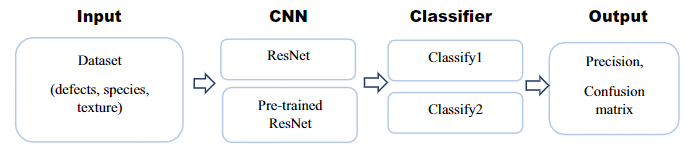 Input
CNN
Classifier
Output
Dataset
(defects, species,
texture)
ResNet
Pre-trained
ResNet
Classify1
Classify2
Precision,
Confusion
matrix